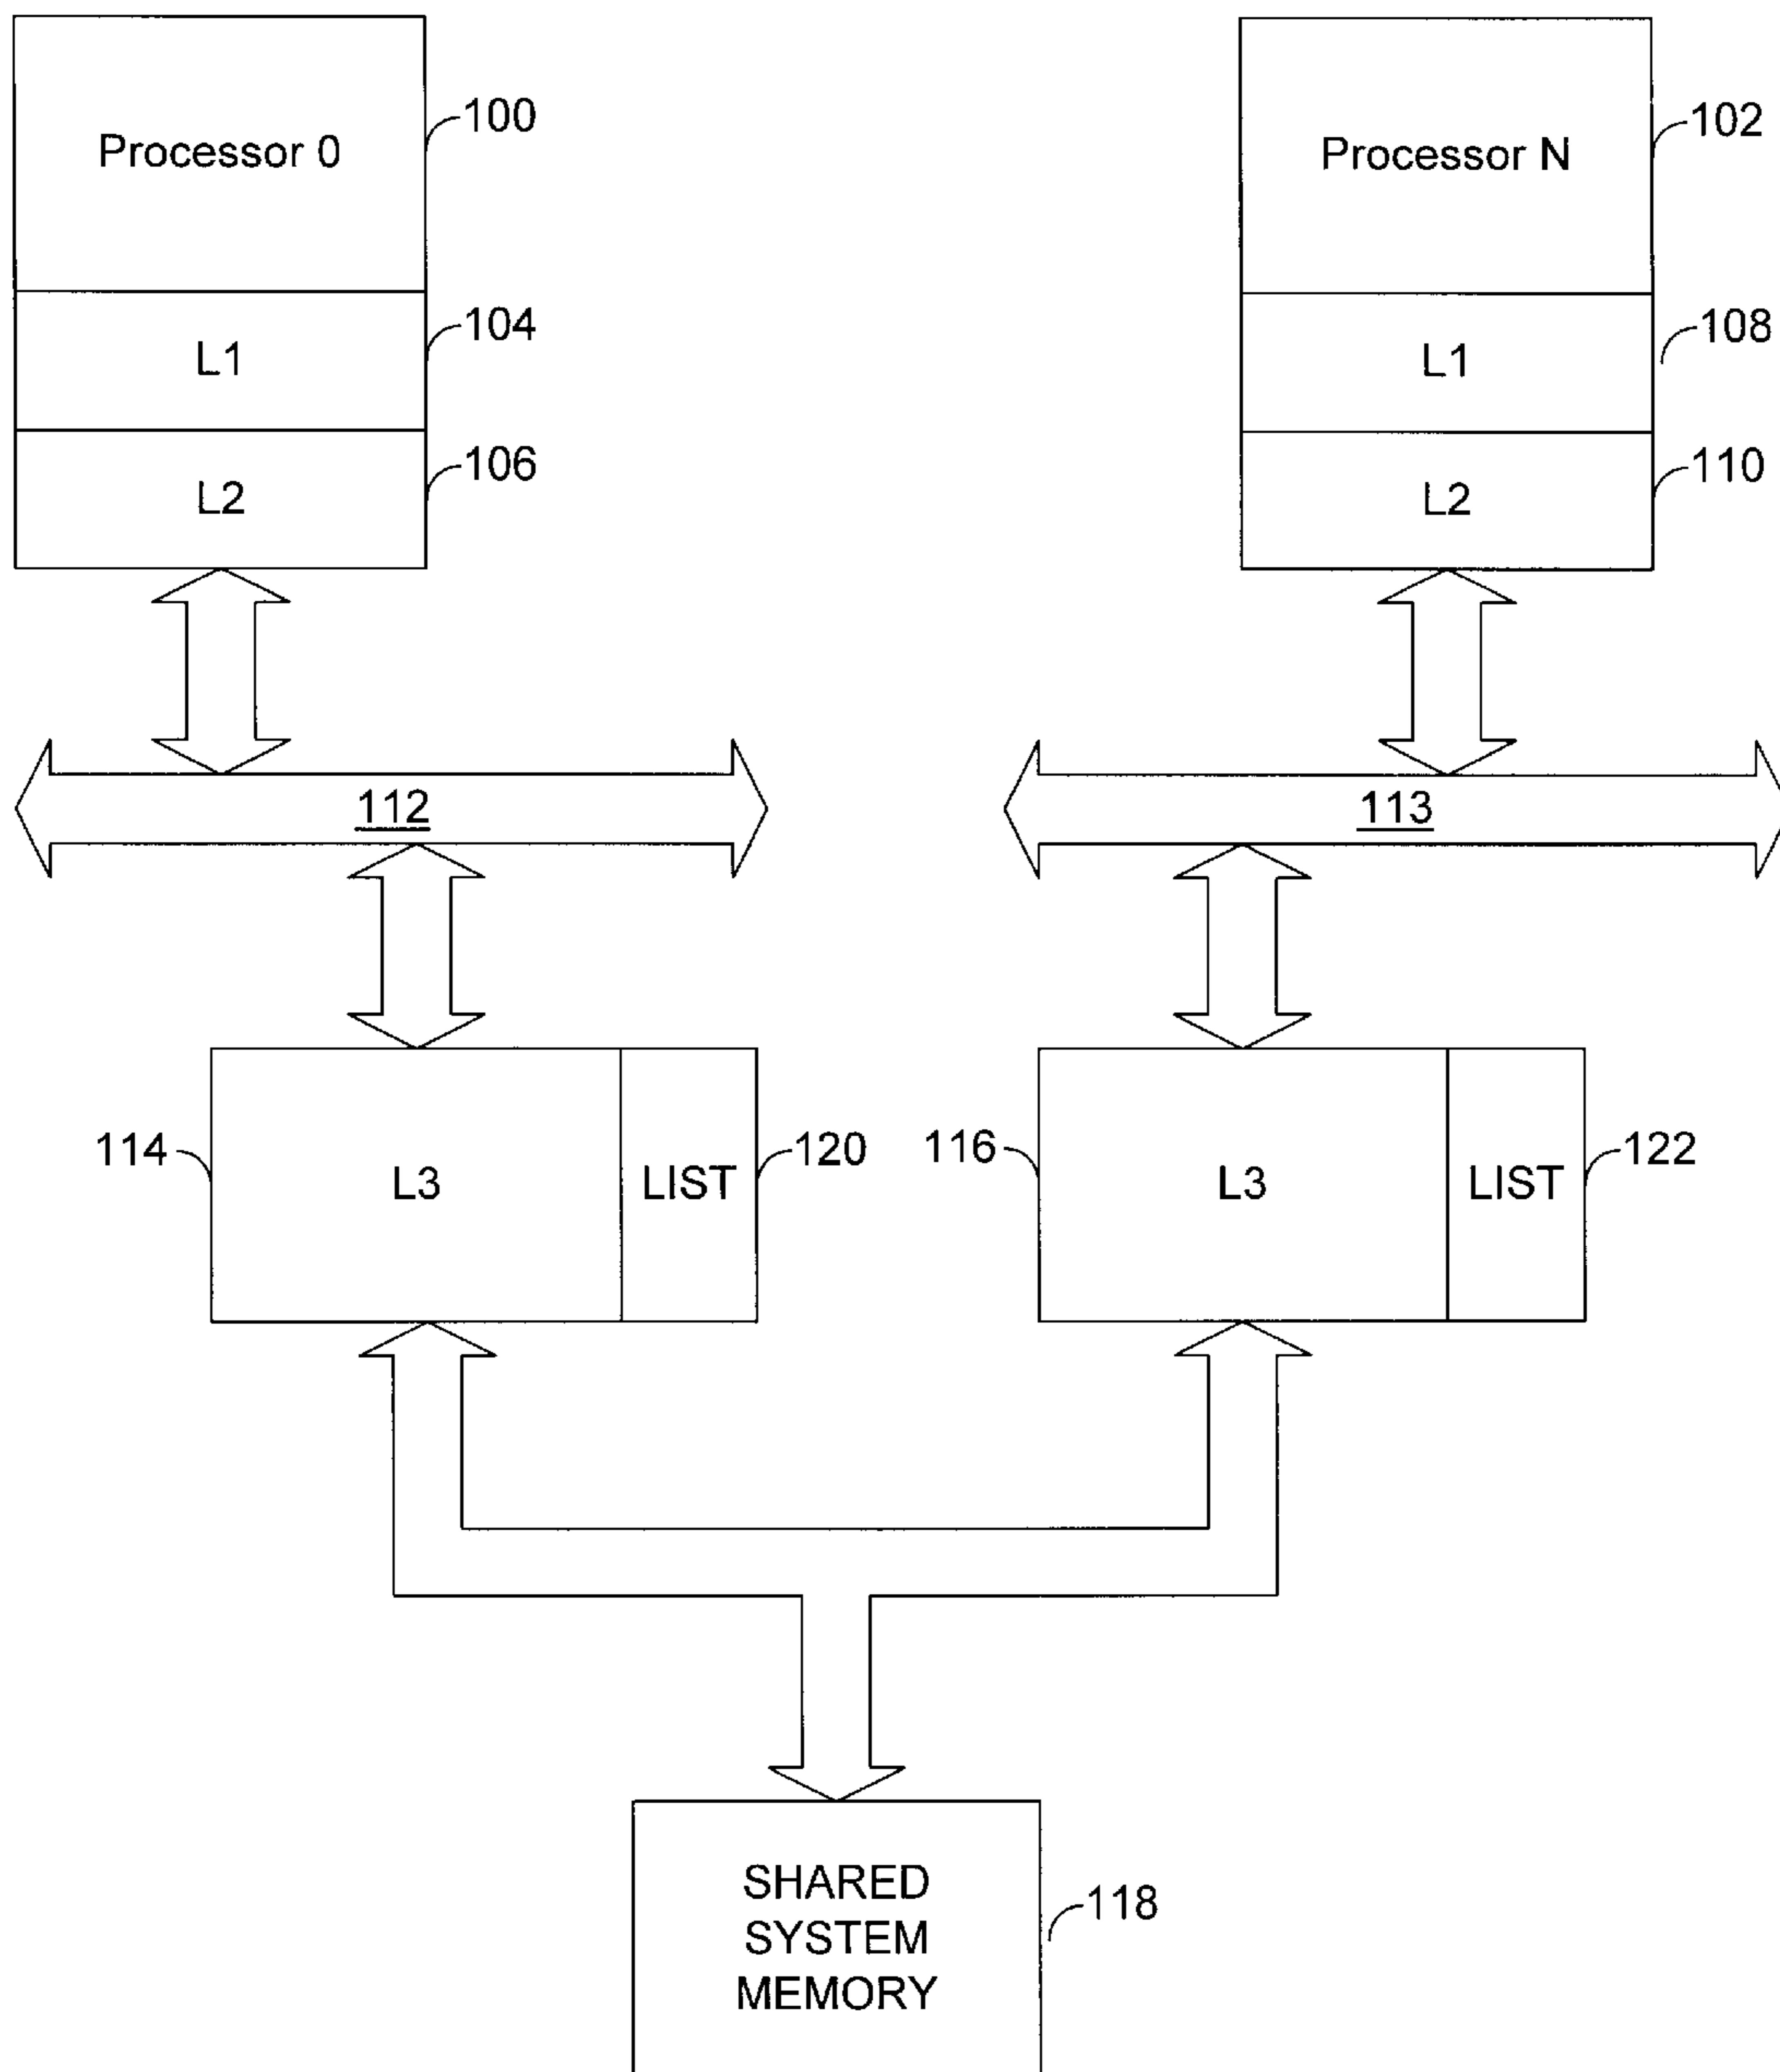 Processor 0
100
Processor N
102
L1
104
L1
108
L2
106
L2
110
112
113
114
L3
LIST
120
116
L3
LIST
122
SHARED
SYSTEM
MEMORY
118